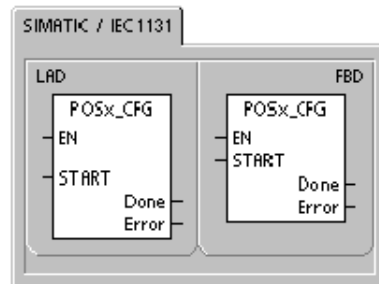 SIMATIC / IEC1131
LAD
POSx_CFG
EN
START
Done
Error
FBD
POSx_CFG
EN
START
Done
Error